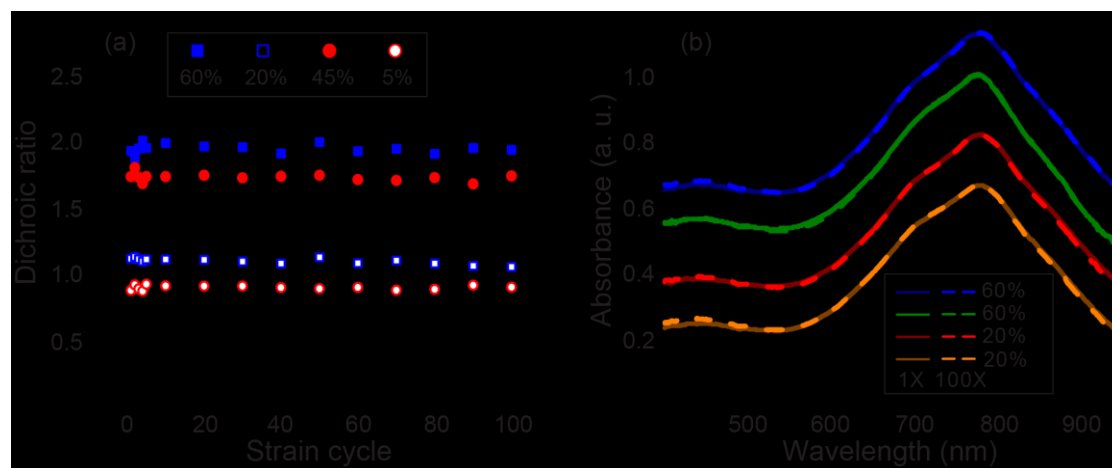 (a)
60% 20% 45% 5%
2.5
2.0
1.5
1.0
0.5
0 20 40 60 80 100
Strain cycle
Dichroic ratio
(b)
1.0
0.8
0.6
0.4
0.2
500 600 700 800 900
Wavelength (nm)
Absorbance (a. u.)
60%
60%
20%
20%
1X 100X